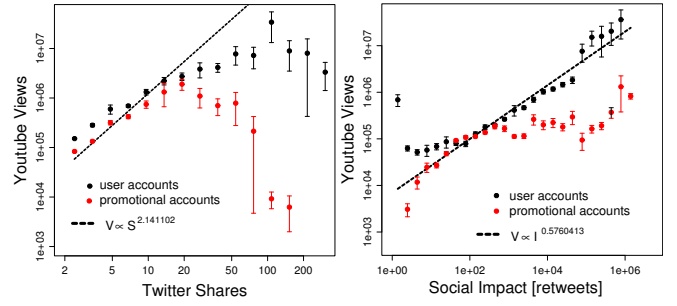 Youtube Views
1e+07
1e+06
1e+05
1e+04
1e+03
user accounts
promotional accounts
V∝S^2.141102
2 5 10 20 50 100 200
Twitter Shares
Youtube Views
1e+07
1e+06
1e+05
1e+04
1e+03
user accounts
promotional accounts
V∝I^0.5760413
1e+00 1e+02 1e+04 1e+06
Social Impact [retweets]